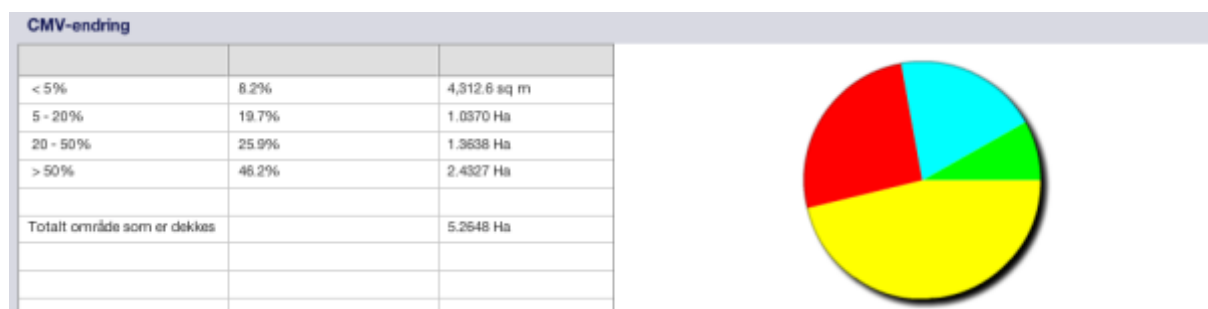 CMV-endring
< 5% 8.2% 4,312.6 sq m
5 - 20% 19.7% 1.0370 Ha
20 - 50% 25.9% 1.3638 Ha
> 50% 46.2% 2.4327 Ha
Totalt område som er dekkes 5.2648 Ha